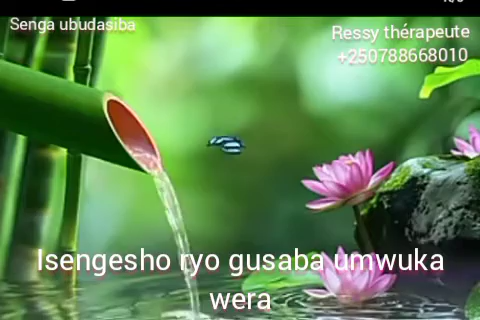 Senga ubudasiba
Ressy thérapeute
+250788668010
Isengesho ryo gusaba umwuka
wera